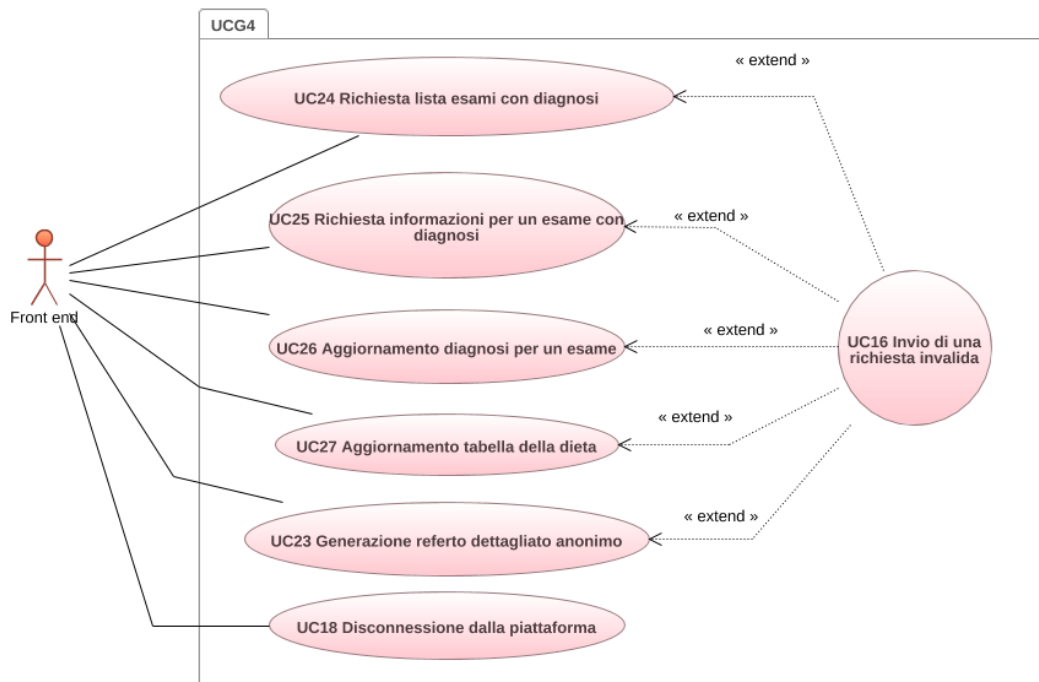 UCG4
« extend »
UC24 Richiesta lista esami con diagnosi
« extend »
UC25 Richiesta informazioni per un esame con
diagnosi
Front end
« extend »
UC26 Aggiornamento diagnosi per un esame
UC16 Invio di una
richiesta invalida
« extend »
UC27 Aggiornamento tabella della dieta
« extend »
UC23 Generazione referto dettagliato anonimo
UC18 Disconnessione dalla piattaforma